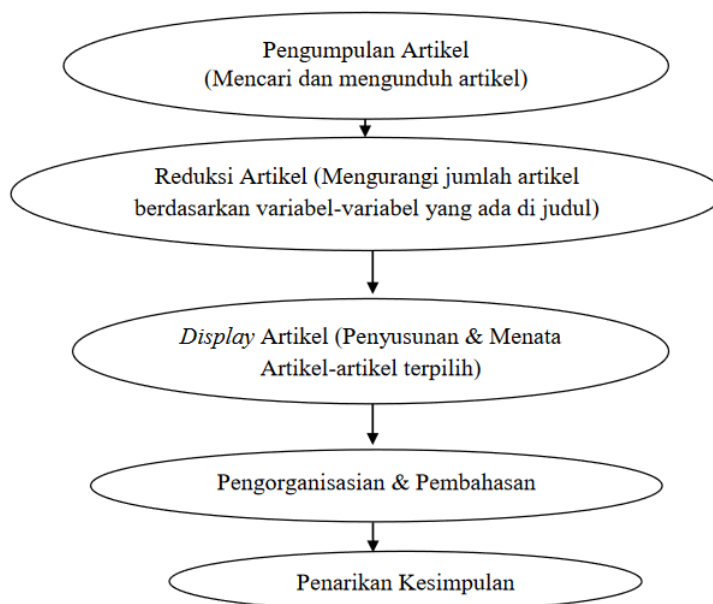 Pengumpulan Artikel
(Mencari dan mengunduh artikel)
Reduksi Artikel (Mengurangi jumlah artikel
berdasarkan variabel-variabel yang ada di judul)
Display Artikel (Penyusunan & Menata
Artikel-artikel terpilih)
Pengorganisasian & Pembahasan
Penarikan Kesimpulan